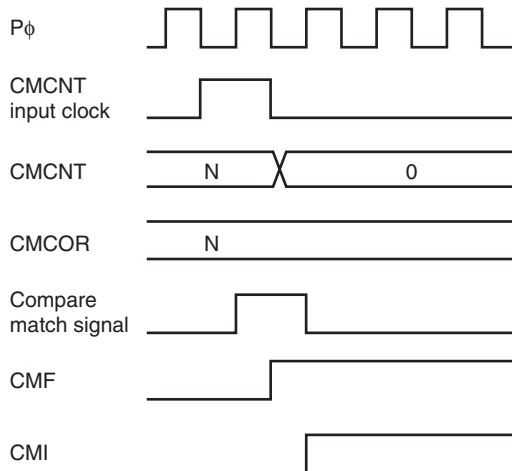 Pϕ
CMCNT
input clock
CMCNT N 0
CMCOR N
Compare
match signal
CMF
CMI